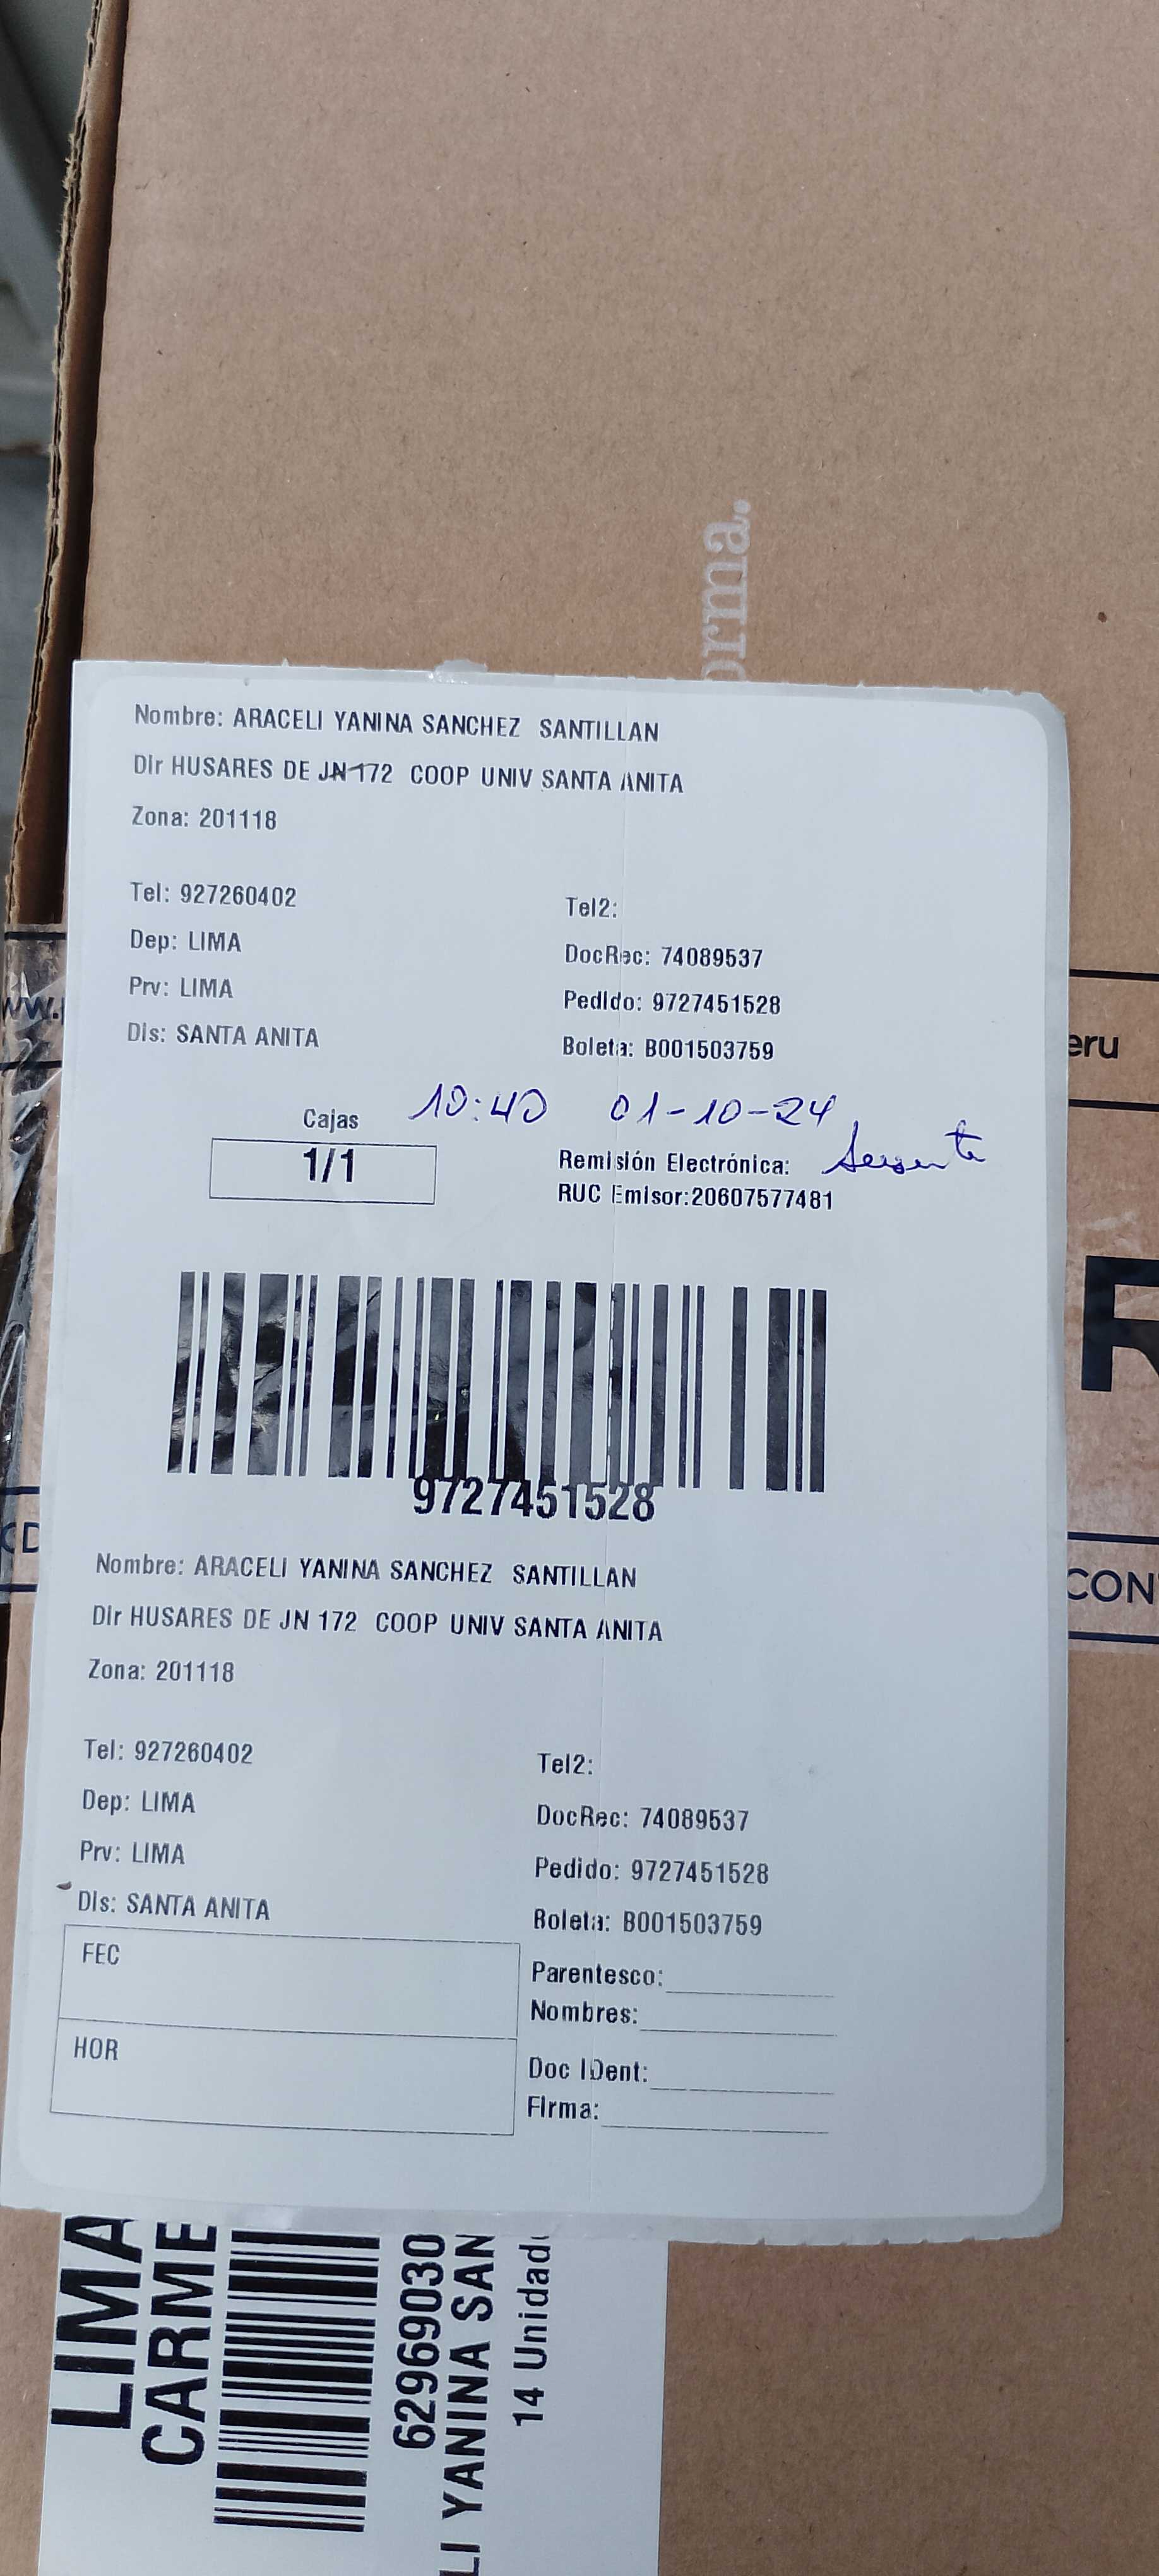 orma.
Nombre: ARACELI YANINA SANCHEZ SANTILLAN
Dir HUSARES DE JN 172 COOP UNIV SANTA ANITA
Zona: 201118
Tel: 927260402
Tel2:
Dep: LIMA
DocRec: 74089537
Prv: LIMA
Pedido: 9727451528
Dis: SANTA ANITA
Boleta: B001503759
10:40 01-10-24
Cajas
1/1
Remisión Electrónica:
RUC Emisor:20607577481
9727451528
Nombre: ARACELI YANINA SANCHEZ SANTILLAN
Dir HUSARES DE JN 172 COOP UNIV SANTA ANITA
Zona: 201118
Tel: 927260402
Tel2:
Dep: LIMA
DocRec: 74089537
Prv: LIMA
Pedido: 9727451528
Dis: SANTA ANITA
Boleta: B001503759
FEC
Parentesco:
Nombres:
HOR
Doc IDent:
Firma:
LIMA
CARME
62969030
LI YANINA SAN
14 Unidad
www.
eru
R
CON